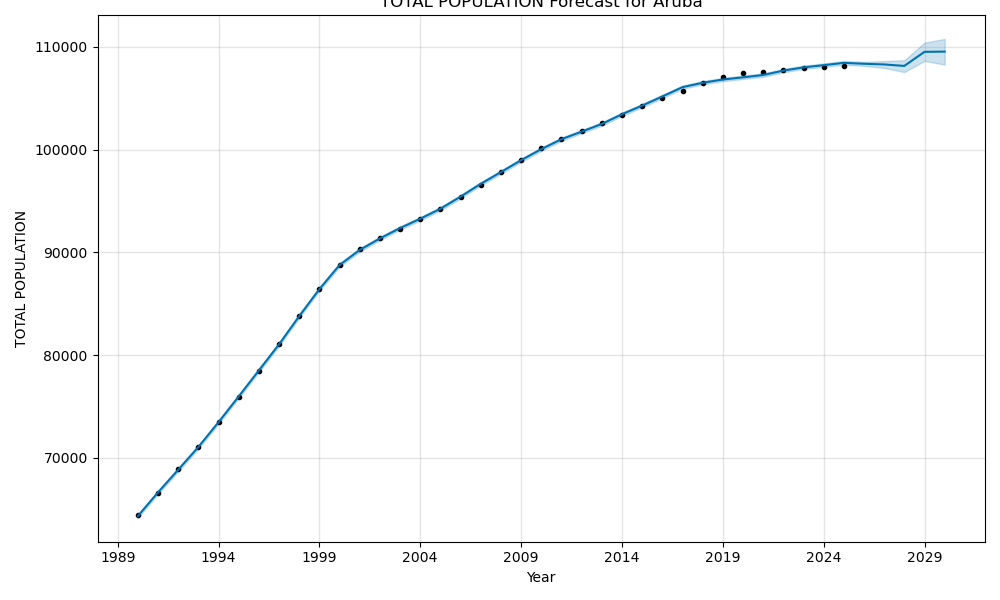 TOTAL POPULATION Forecast for Aruba
110000
100000
90000
80000
70000
TOTAL POPULATION
1989 1994 1999 2004 2009 2014 2019 2024 2029
Year